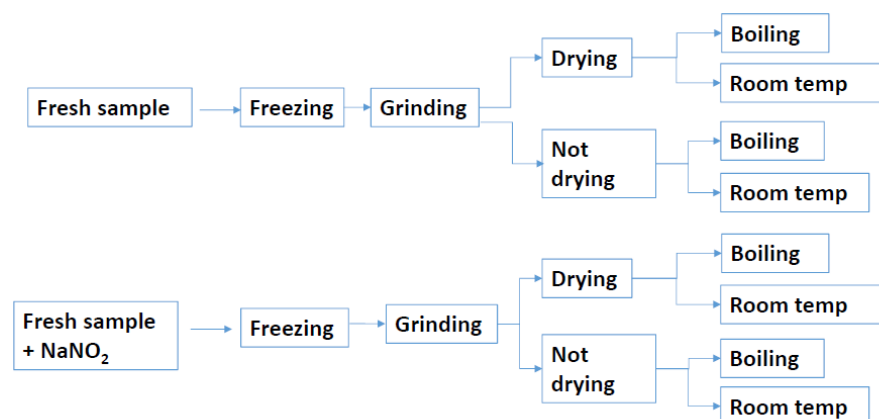 Boiling
Drying
Room temp
Fresh sample
Freezing
Grinding
Boiling
Not
drying
Room temp
Boiling
Drying
Room temp
Fresh sample
+ NaNO₂
Freezing
Grinding
Boiling
Not
drying
Room temp